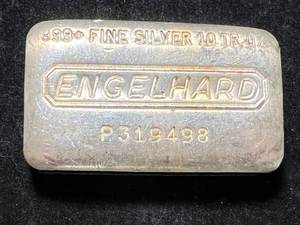 999+ FINE SILVER 10 TR. OZ.
ENGELHARD
P319498